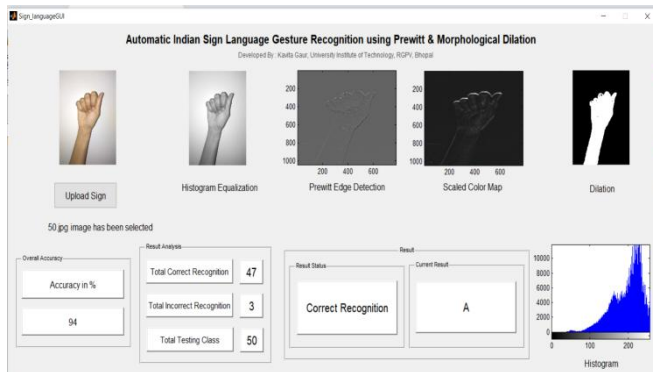 Sign_languageGUI
Automatic Indian Sign Language Gesture Recognition using Prewitt & Morphological Dilation
Developed By : Kavita Gaur, University Institute of Technology, RGPV, Bhopal
200
400
600
800
1000
200 400 600
200
400
600
800
1000
200 400 600
Histogram Equalization
Prewitt Edge Detection
Scaled Color Map
Dilation
Upload Sign
50.jpg image has been selected
Overall Accuracy
Accuracy in %
94
Result Analysis
Total Correct Recognition 47
Total Incorrect Recognition 3
Total Testing Class 50
Result
Result Status
Correct Recognition
Current Result
A
10000
8000
6000
4000
2000
0
0 100 200
Histogram